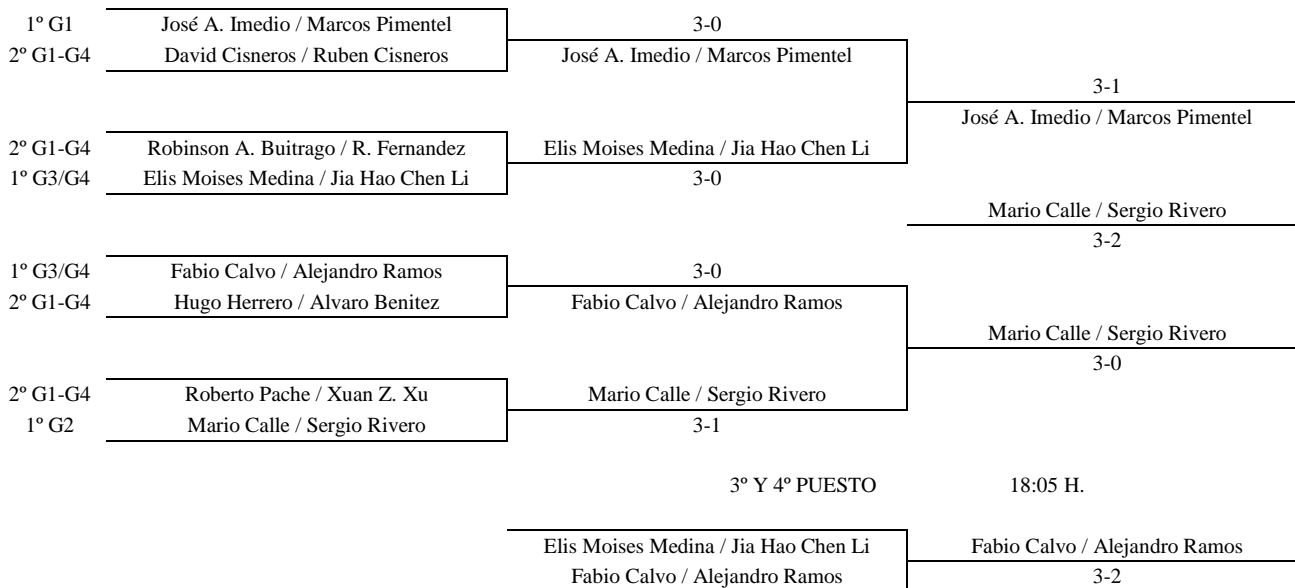 1º G1 José A. Imedio / Marcos Pimentel 3-0
2º G1-G4 David Cisneros / Ruben Cisneros José A. Imedio / Marcos Pimentel
3-1
José A. Imedio / Marcos Pimentel
2º G1-G4 Robinson A. Buitrago / R. Fernandez Elis Moises Medina / Jia Hao Chen Li
1º G3/G4 Elis Moises Medina / Jia Hao Chen Li 3-0
Mario Calle / Sergio Rivero
3-2
1º G3/G4 Fabio Calvo / Alejandro Ramos 3-0
2º G1-G4 Hugo Herrero / Alvaro Benitez Fabio Calvo / Alejandro Ramos
Mario Calle / Sergio Rivero
3-0
2º G1-G4 Roberto Pache / Xuan Z. Xu Mario Calle / Sergio Rivero
1º G2 Mario Calle / Sergio Rivero 3-1
3º Y 4º PUESTO 18:05 H.
Elis Moises Medina / Jia Hao Chen Li Fabio Calvo / Alejandro Ramos
Fabio Calvo / Alejandro Ramos 3-2